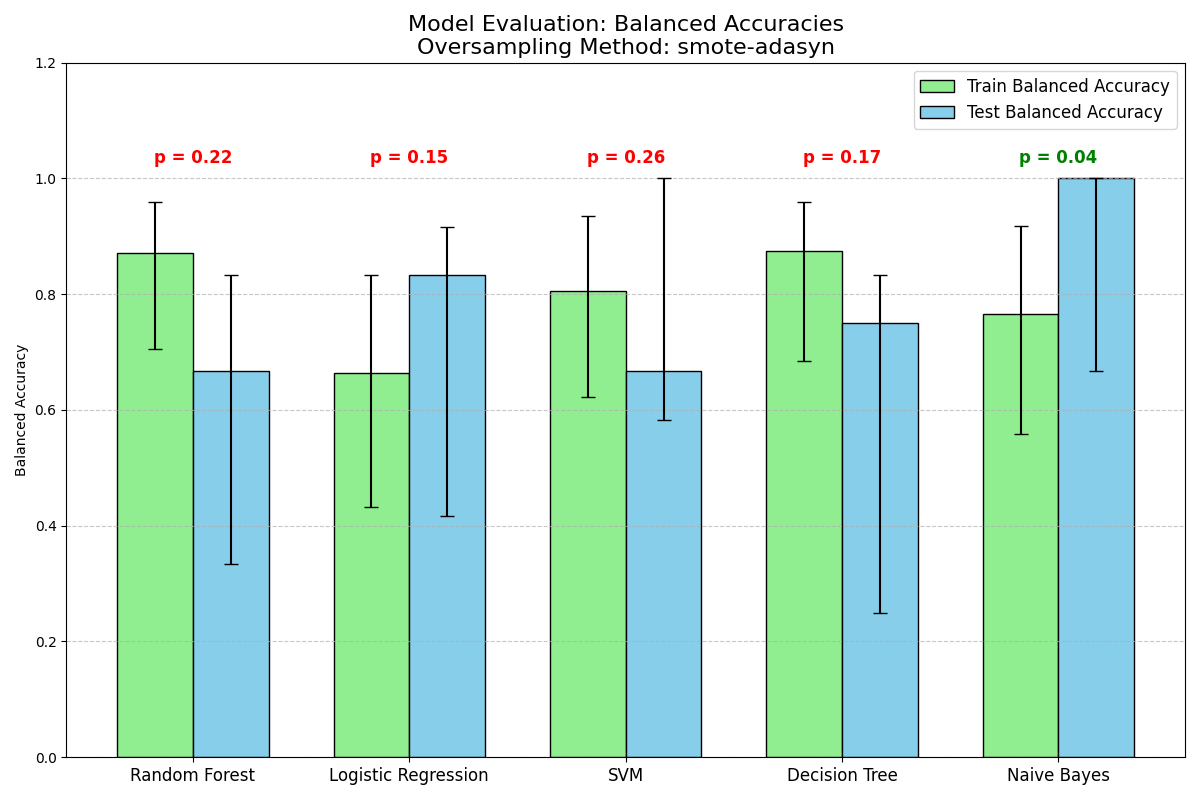 Model Evaluation: Balanced Accuracies
Oversampling Method: smote-adasyn
Train Balanced Accuracy
Test Balanced Accuracy
p = 0.22
p = 0.15
p = 0.26
p = 0.17
p = 0.04
Balanced Accuracy
1.2
1.0
0.8
0.6
0.4
0.2
0.0
Random Forest
Logistic Regression
SVM
Decision Tree
Naive Bayes